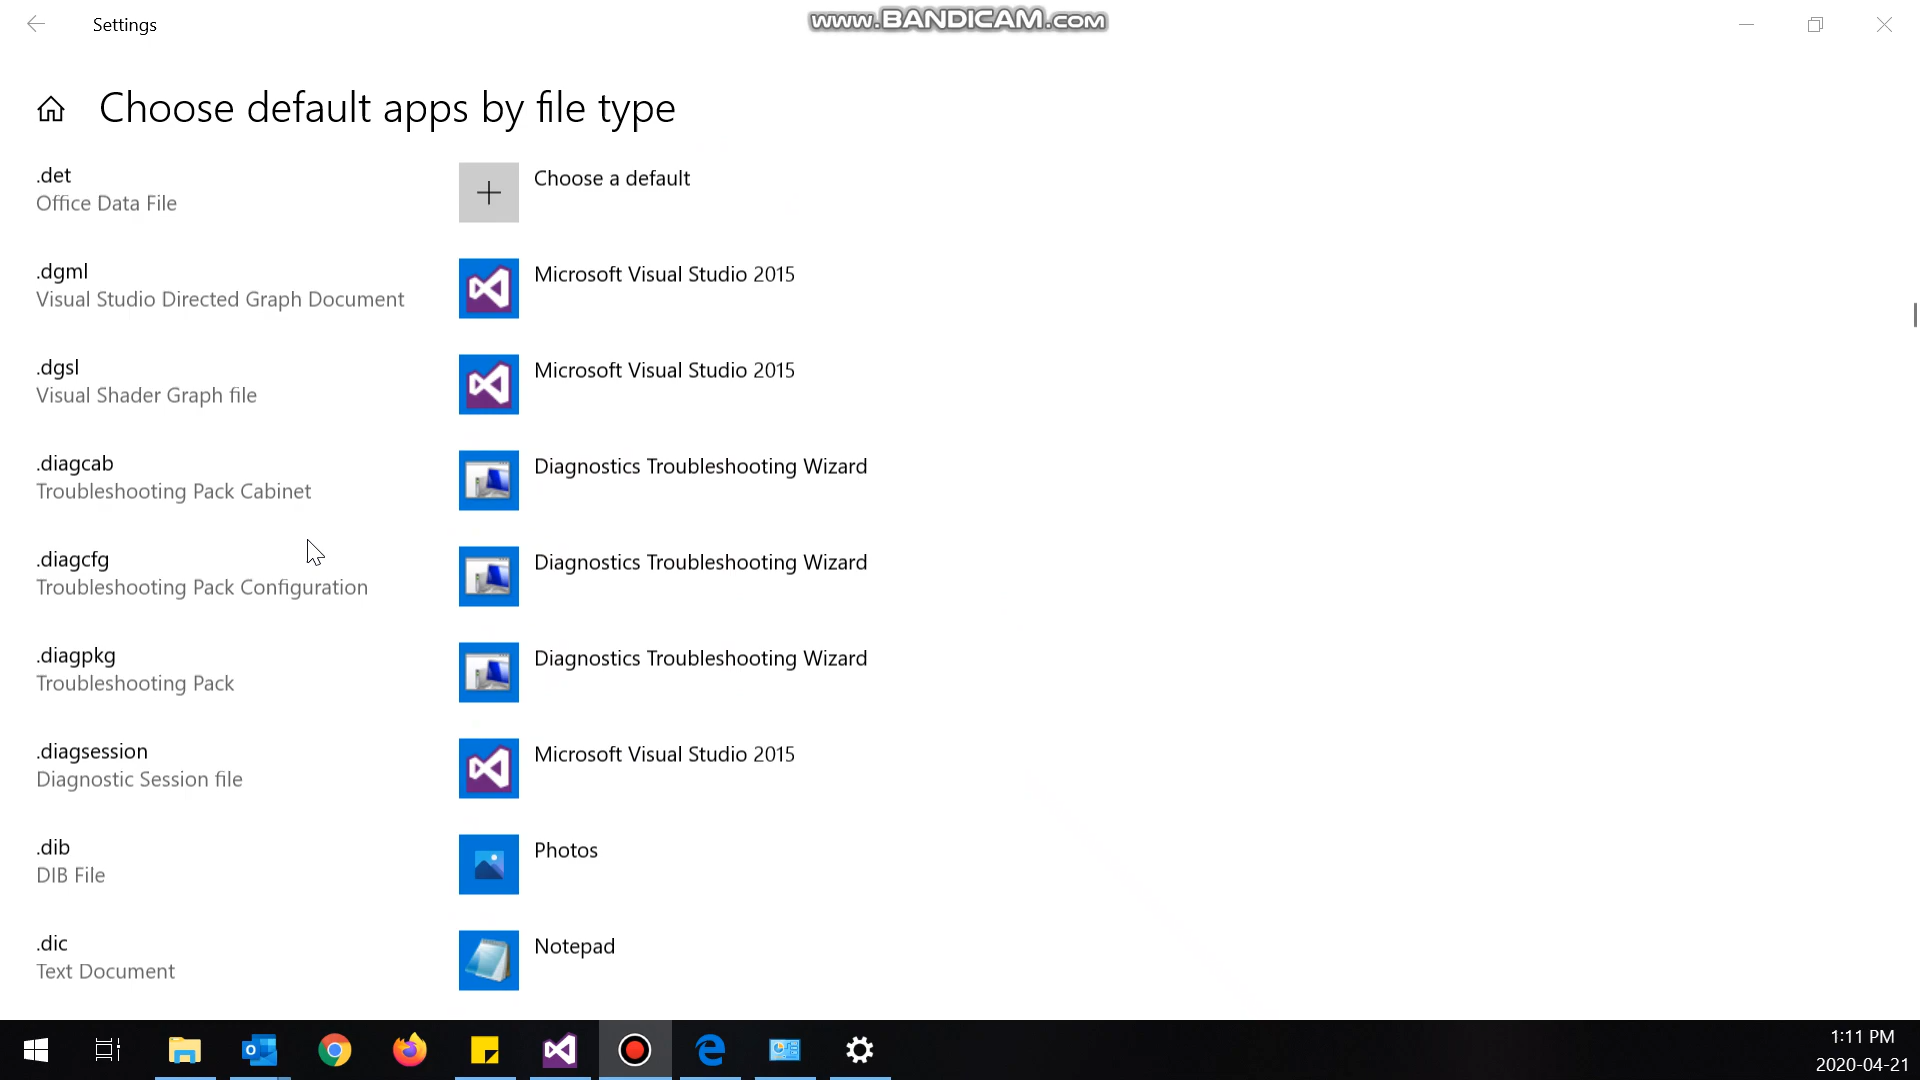 Settings
www.BANDICAM.com
Choose default apps by file type
.det
Office Data File
Choose a default
.dgml
Visual Studio Directed Graph Document
Microsoft Visual Studio 2015
.dgsl
Visual Shader Graph file
Microsoft Visual Studio 2015
.diagcab
Troubleshooting Pack Cabinet
Diagnostics Troubleshooting Wizard
.diagcfg
Troubleshooting Pack Configuration
Diagnostics Troubleshooting Wizard
.diagpkg
Troubleshooting Pack
Diagnostics Troubleshooting Wizard
.diagsession
Diagnostic Session file
Microsoft Visual Studio 2015
.dib
DIB File
Photos
.dic
Text Document
Notepad
1:11 PM
2020-04-21